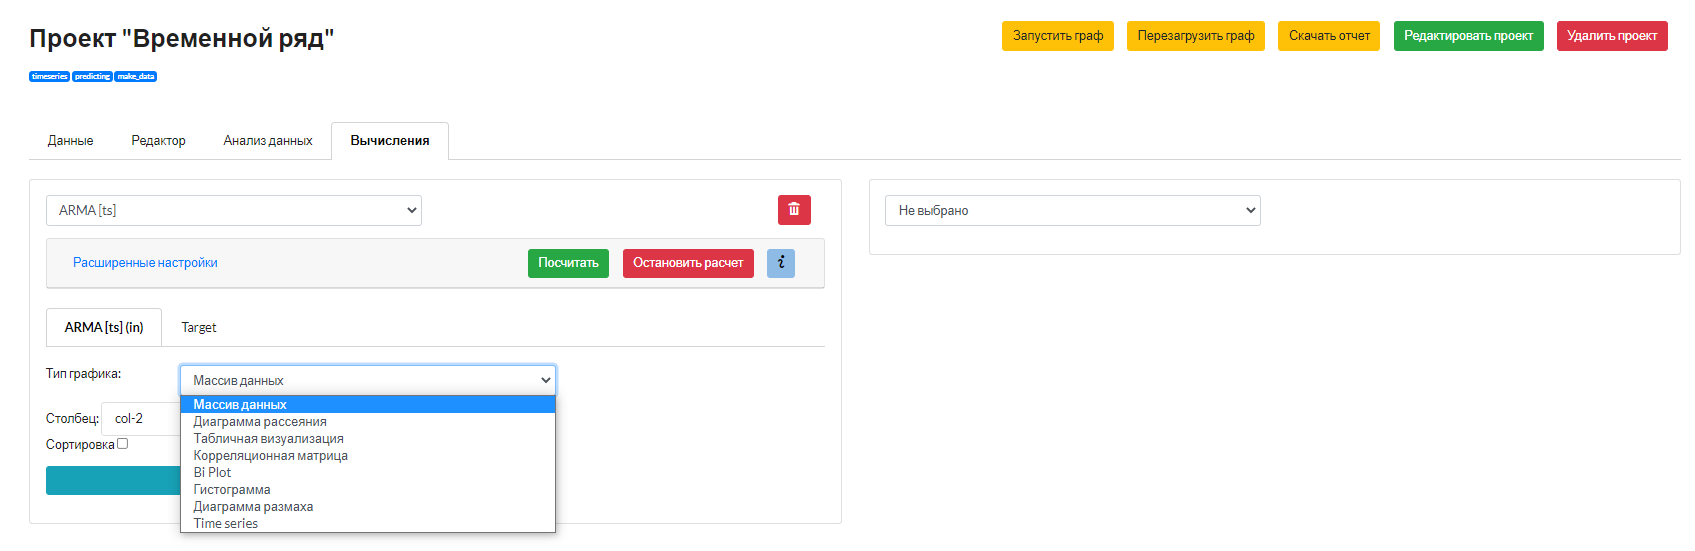 Проект "Временной ряд"
Запустить граф Перезагрузить граф Скачать отчет Редактировать проект Удалить проект
timeseries predicting make_data
Данные Редактор Анализ данных Вычисления
ARMA [ts]
Не выбрано
Расширенные настройки Посчитать Остановить расчет i
ARMA [ts] (in) Target
Тип графика: Массив данных
Массив данных
Диаграмма рассеяния
Столбец: col-2
Табличная визуализация
Сортировка
Корреляционная матрица
Bi Plot
Гистограмма
Диаграмма размаха
Time series